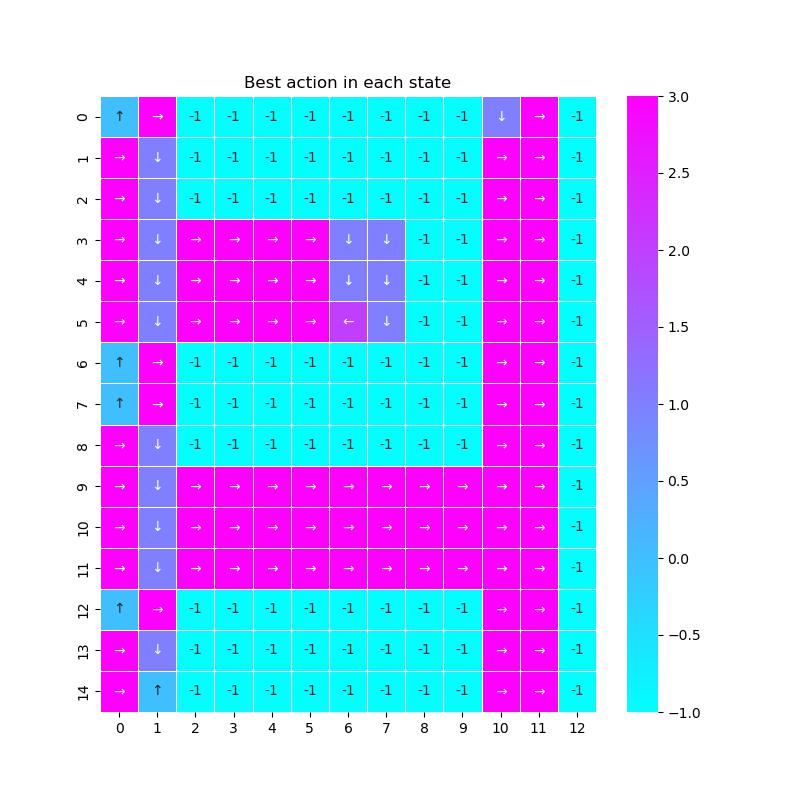 Best action in each state
0 ↑ → -1 -1 -1 -1 -1 -1 -1 -1 ↓ → -1
1 → ↓ -1 -1 -1 -1 -1 -1 -1 -1 → → -1
2 → ↓ -1 -1 -1 -1 -1 -1 -1 -1 → → -1
3 → ↓ → → → → ↓ ↓ -1 -1 → → -1
4 → ↓ → → → → ↓ ↓ -1 -1 → → -1
5 → ↓ → → → → ← ↓ -1 -1 → → -1
6 ↑ → -1 -1 -1 -1 -1 -1 -1 -1 → → -1
7 ↑ → -1 -1 -1 -1 -1 -1 -1 -1 → → -1
8 → ↓ -1 -1 -1 -1 -1 -1 -1 -1 → → -1
9 → ↓ → → → → → → → → → → -1
10 → ↓ → → → → → → → → → → -1
11 → ↓ → → → → → → → → → → -1
12 ↑ → -1 -1 -1 -1 -1 -1 -1 -1 → → -1
13 → ↓ -1 -1 -1 -1 -1 -1 -1 -1 → → -1
14 → ↑ -1 -1 -1 -1 -1 -1 -1 -1 → → -1
0 1 2 3 4 5 6 7 8 9 10 11 12
3.0
2.5
2.0
1.5
1.0
0.5
0.0
−0.5
−1.0